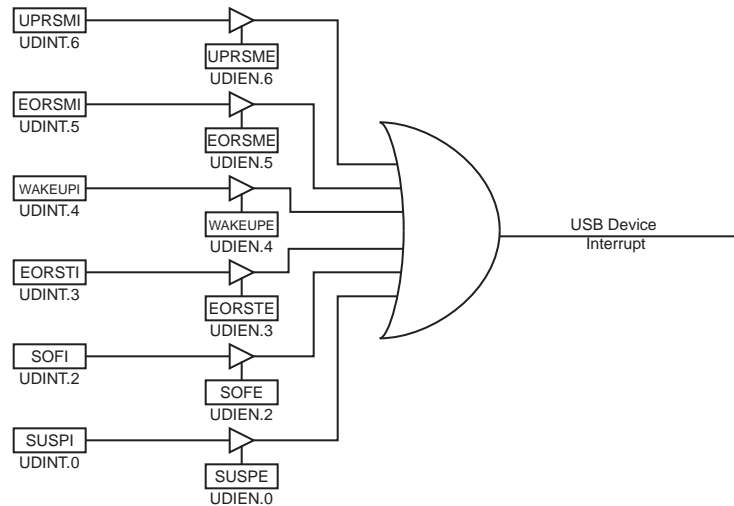 UPRSMI
UDINT.6
UPRSME
UDIEN.6
EORSMI
UDINT.5
EORSME
UDIEN.5
WAKEUPI
UDINT.4
WAKEUPE
UDIEN.4
EORSTI
UDINT.3
EORSTE
UDIEN.3
SOFI
UDINT.2
SOFE
UDIEN.2
SUSPI
UDINT.0
SUSPE
UDIEN.0
USB Device
Interrupt